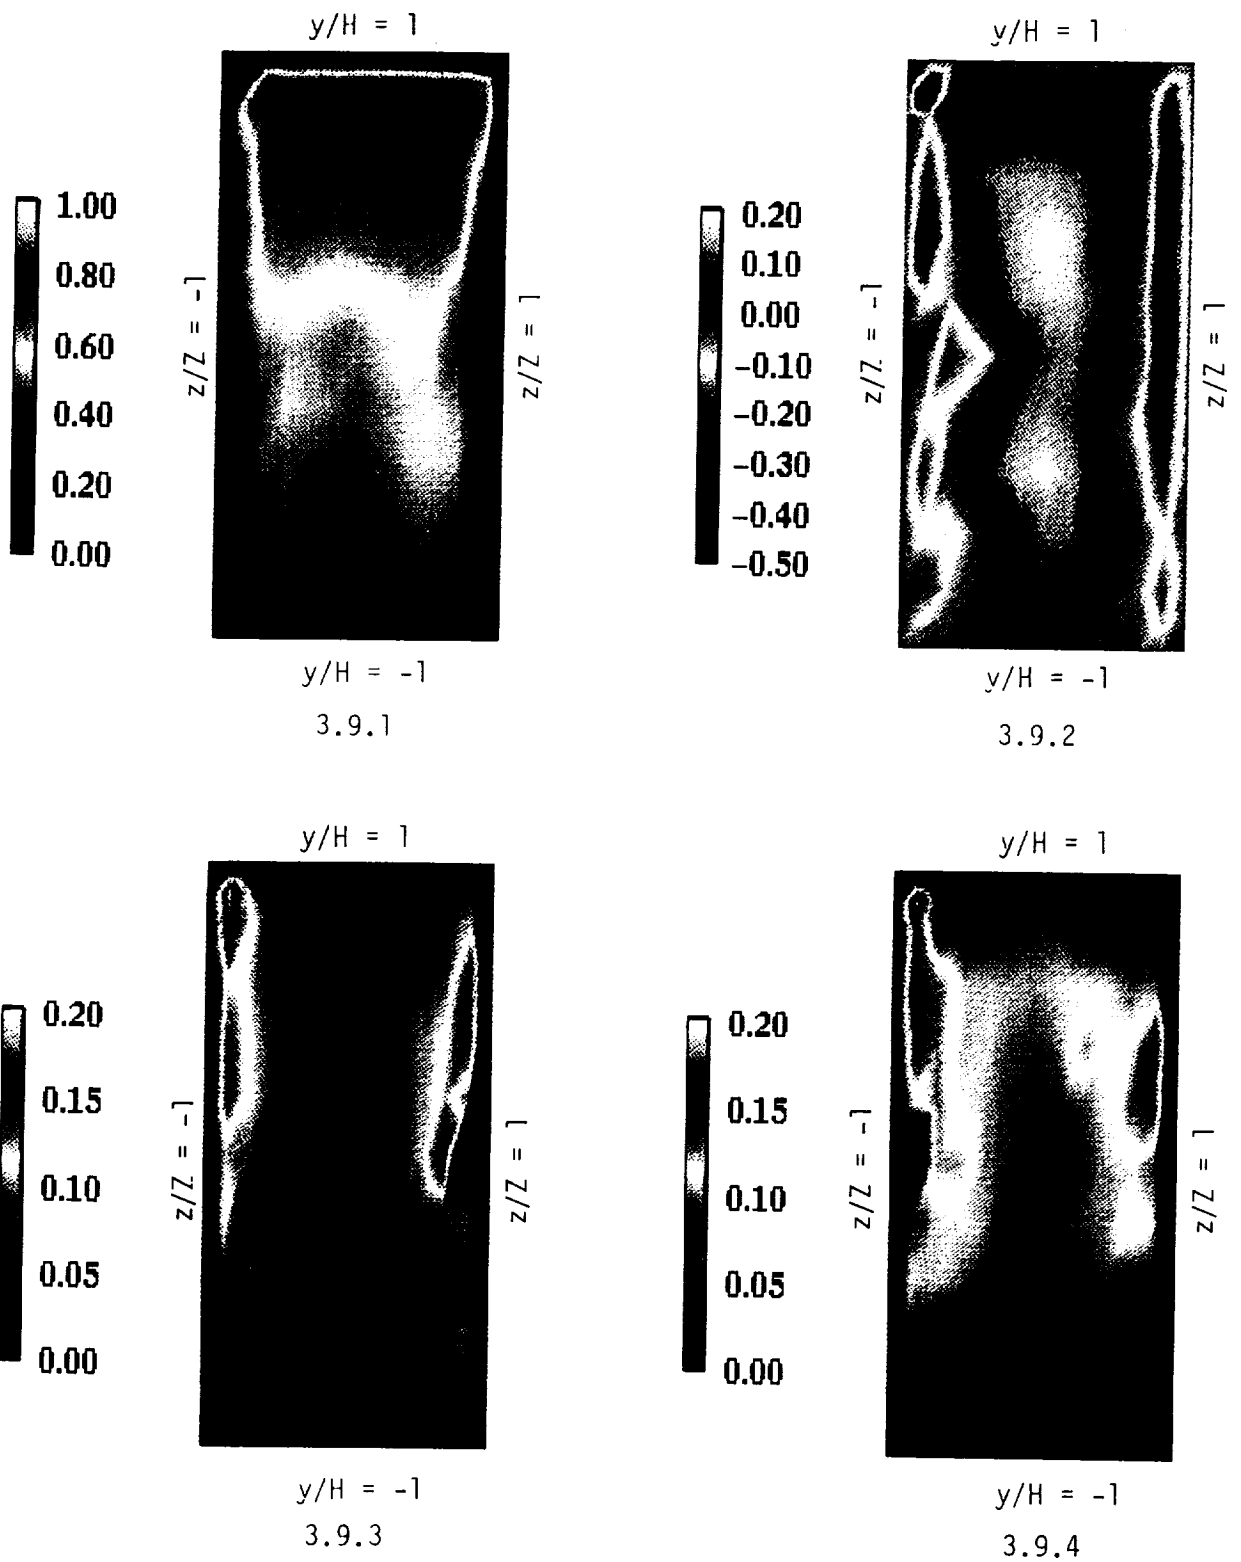 y/H = 1
1.00
0.80
0.60
0.40
0.20
0.00
z/Z = -1
z/Z = 1
y/H = -1
3.9.1
y/H = 1
0.20
0.10
0.00
-0.10
-0.20
-0.30
-0.40
-0.50
z/Z = -1
z/Z = 1
y/H = -1
3.9.2
y/H = 1
0.20
0.15
0.10
0.05
0.00
z/Z = -1
z/Z = 1
y/H = -1
3.9.3
y/H = 1
0.20
0.15
0.10
0.05
0.00
z/Z = -1
z/Z = 1
y/H = -1
3.9.4